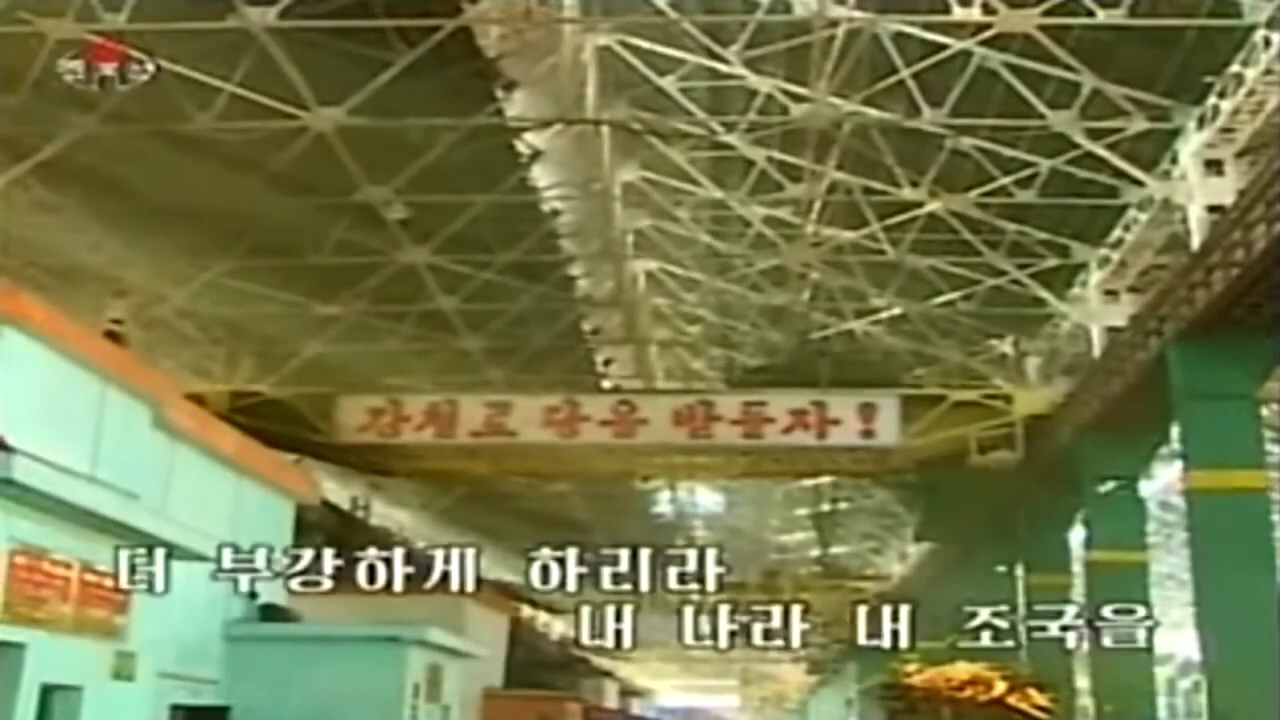 강철로 당을 받들자!
더 부강하게 하리라
내 나라 내 조국을